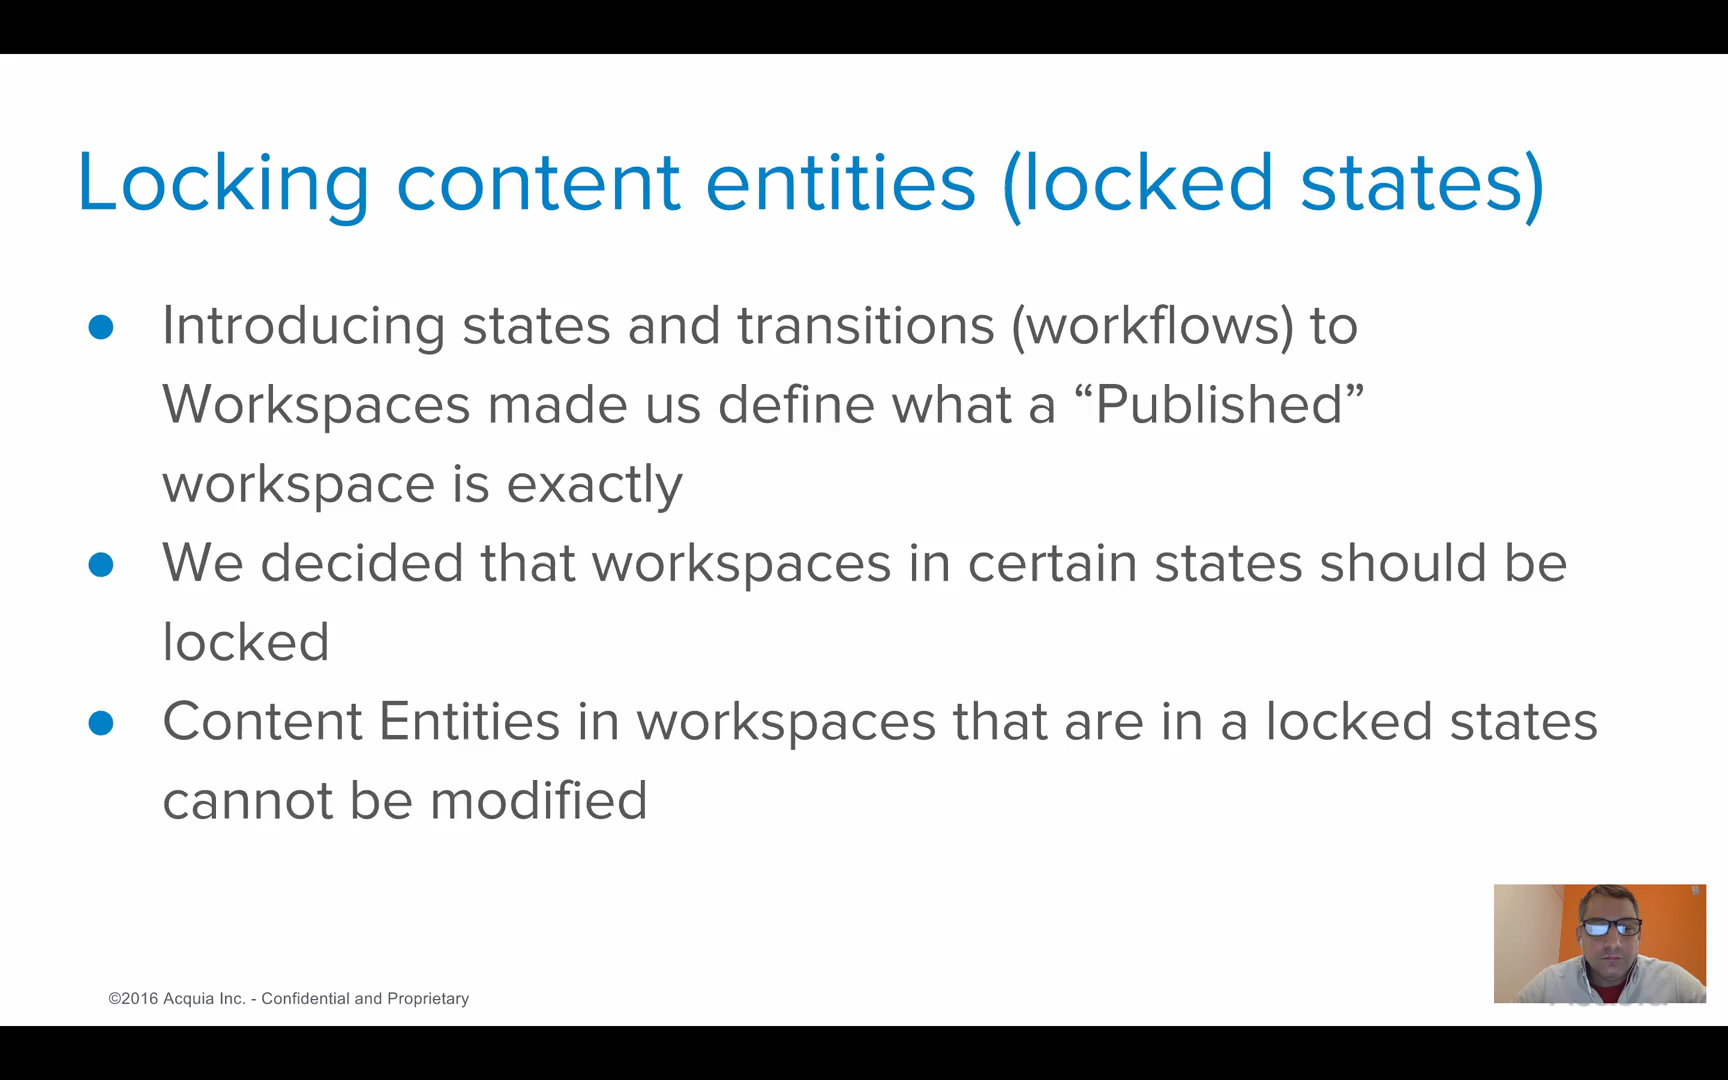 Locking content entities (locked states)
● Introducing states and transitions (workflows) to
Workspaces made us define what a “Published”
workspace is exactly
● We decided that workspaces in certain states should be
locked
● Content Entities in workspaces that are in a locked states
cannot be modified
©2016 Acquia Inc. - Confidential and Proprietary